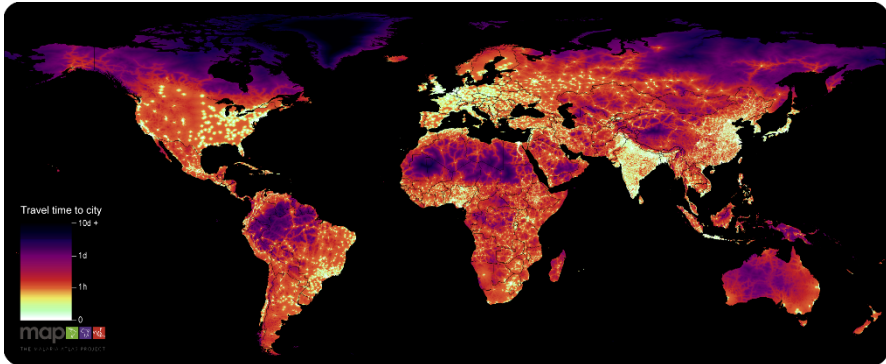 Travel time to city
10d +
1d
1h
0
map
THE MALARIA ATLAS PROJECT